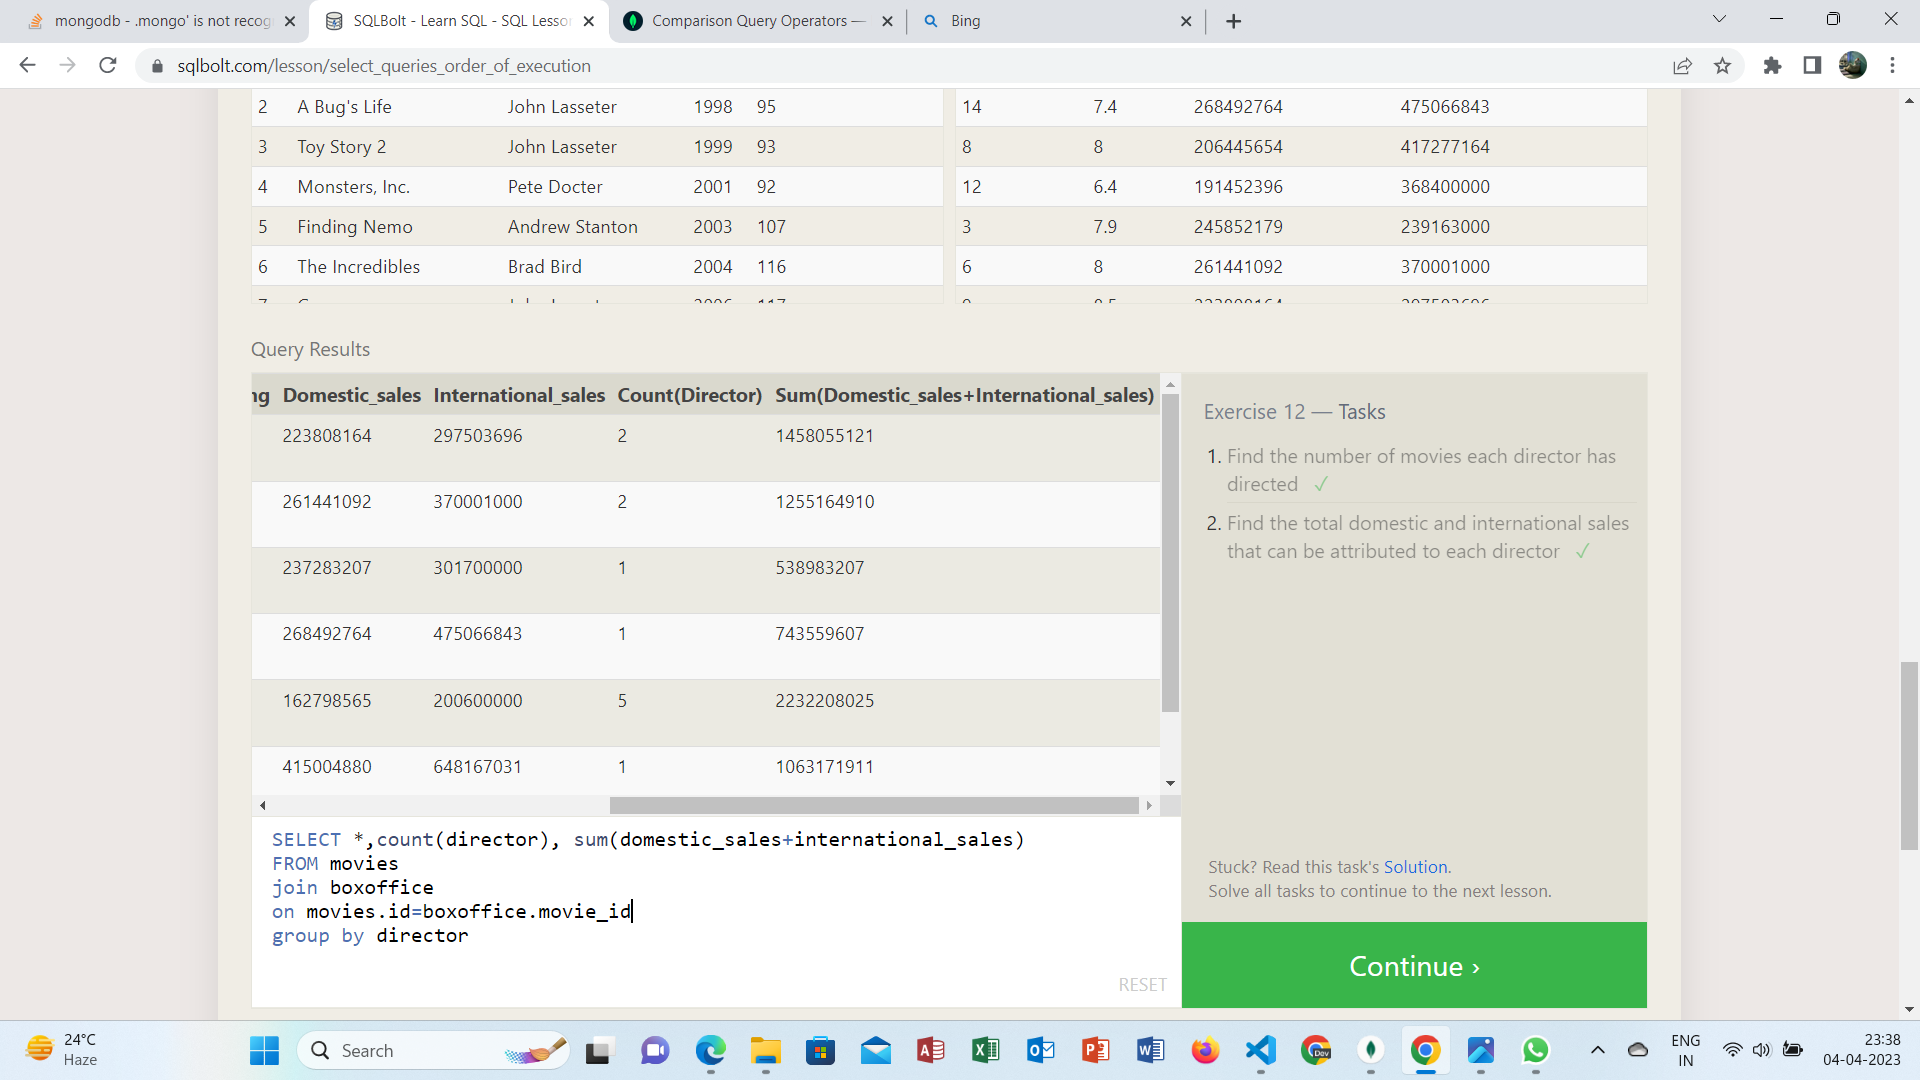 mongodb - .mongo' is not recog
SQLBolt - Learn SQL - SQL Lesso
Comparison Query Operators —
Bing
sqlbolt.com/lesson/select_queries_order_of_execution
2 A Bug's Life John Lasseter 1998 95 14 7.4 268492764 475066843
3 Toy Story 2 John Lasseter 1999 93 8 8 206445654 417277164
4 Monsters, Inc. Pete Docter 2001 92 12 6.4 191452396 368400000
5 Finding Nemo Andrew Stanton 2003 107 3 7.9 245852179 239163000
6 The Incredibles Brad Bird 2004 116 6 8 261441092 370001000
Query Results
ng Domestic_sales International_sales Count(Director) Sum(Domestic_sales+International_sales)
223808164 297503696 2 1458055121
261441092 370001000 2 1255164910
237283207 301700000 1 538983207
268492764 475066843 1 743559607
162798565 200600000 5 2232208025
415004880 648167031 1 1063171911
Exercise 12 — Tasks
1. Find the number of movies each director has
directed ✓
2. Find the total domestic and international sales
that can be attributed to each director ✓
SELECT *,count(director), sum(domestic_sales+international_sales)
FROM movies
join boxoffice
on movies.id=boxoffice.movie_id
group by director
RESET
Stuck? Read this task's Solution.
Solve all tasks to continue to the next lesson.
Continue ›
24°C
Haze
Search
Dev
ENG
IN
23:38
04-04-2023